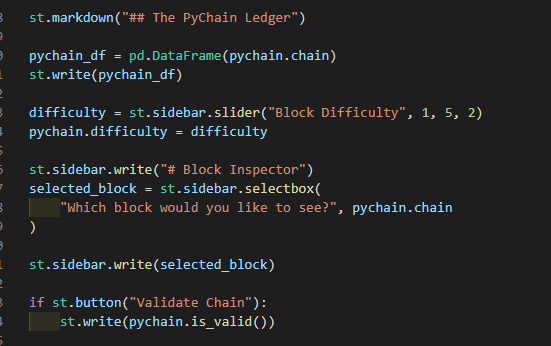 st.markdown("## The PyChain Ledger")
pychain_df = pd.DataFrame(pychain.chain)
st.write(pychain_df)
difficulty = st.sidebar.slider("Block Difficulty", 1, 5, 2)
pychain.difficulty = difficulty
st.sidebar.write("# Block Inspector")
selected_block = st.sidebar.selectbox(
    "Which block would you like to see?", pychain.chain
)
st.sidebar.write(selected_block)
if st.button("Validate Chain"):
    st.write(pychain.is_valid())